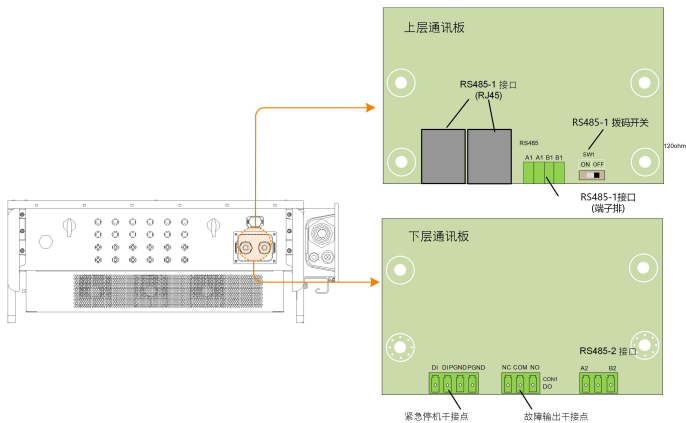 上层通讯板
RS485-1 接口
(RJ45)
RS485-1 拨码开关
RS485
SW1
120ohm
A1 A1 B1 B1
ON OFF
RS485-1接口
(端子排)
下层通讯板
RS485-2 接口
DI DI PGND PGND
NC COM NO
CON1
DO
A2 B2
紧急停机干接点
故障输出干接点